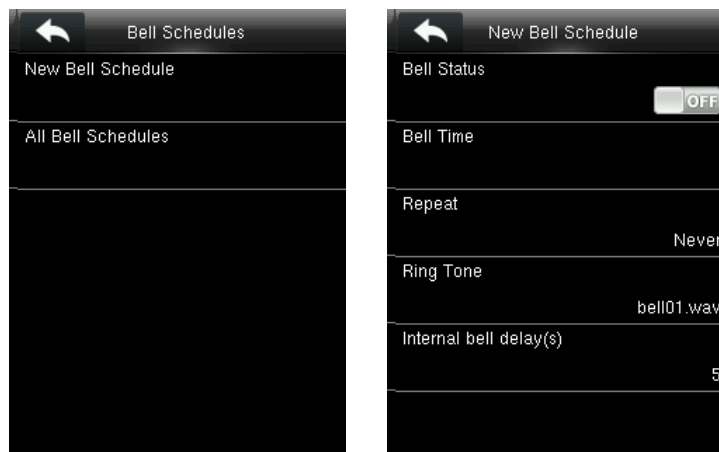 Bell Schedules
New Bell Schedule
All Bell Schedules
New Bell Schedule
Bell Status
OFF
Bell Time
Repeat
Never
Ring Tone
bell01.wav
Internal bell delay(s)
5